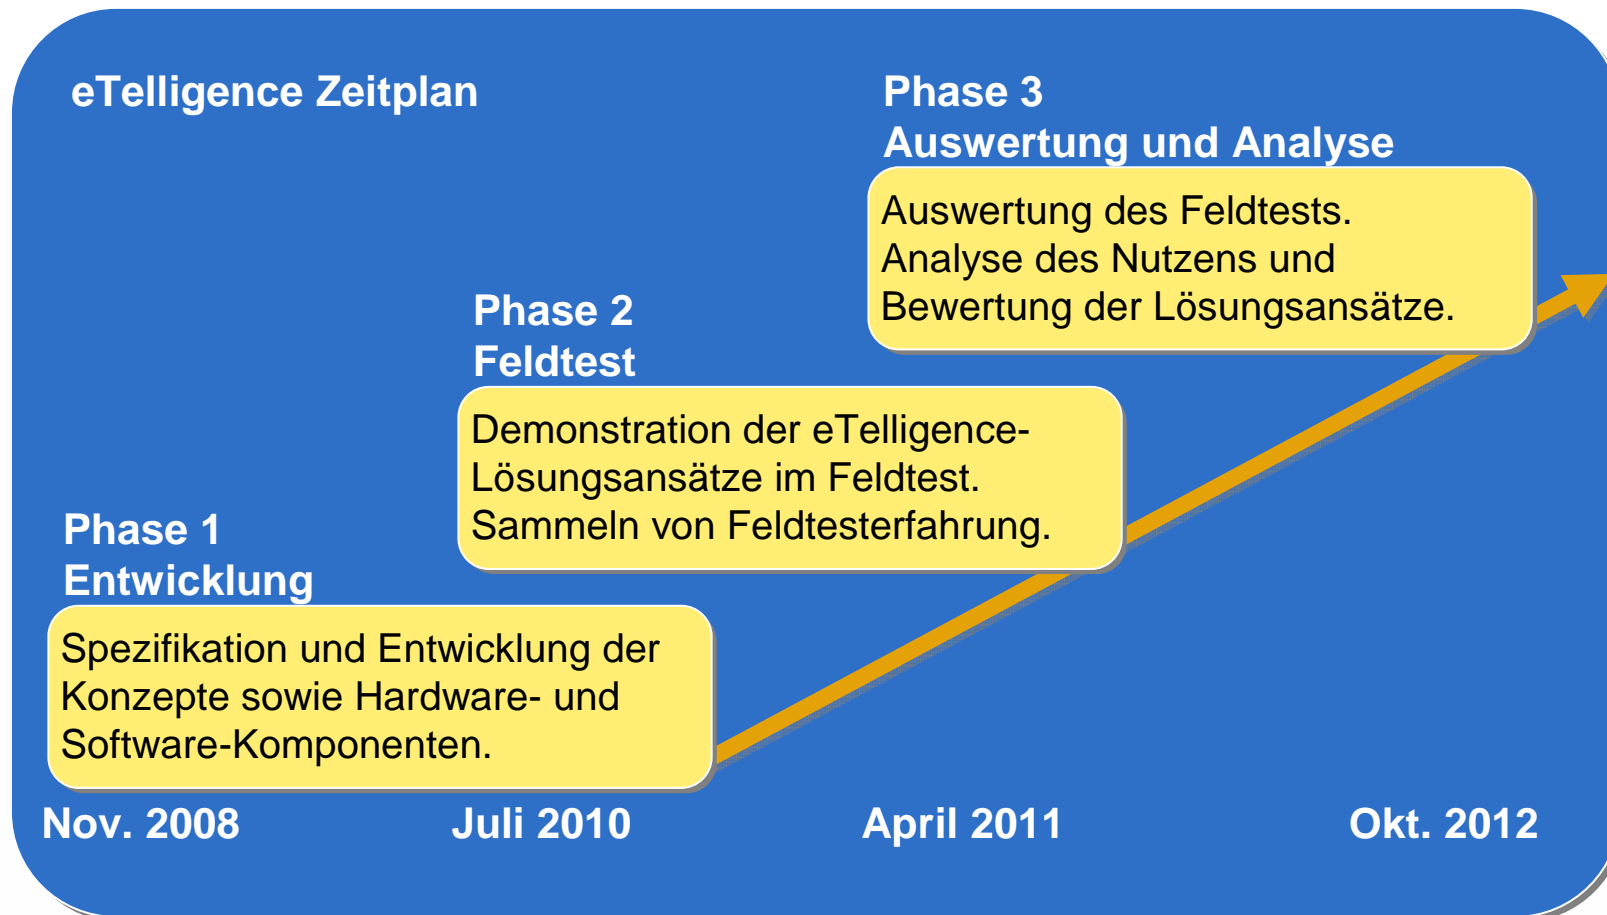 eTelligence Zeitplan
Phase 3
Auswertung und Analyse
Auswertung des Feldtests.
Analyse des Nutzens und
Bewertung der Lösungsansätze.
Phase 2
Feldtest
Demonstration der eTelligence-
Lösungsansätze im Feldtest.
Sammeln von Feldtesterfahrung.
Phase 1
Entwicklung
Spezifikation und Entwicklung der
Konzepte sowie Hardware- und
Software-Komponenten.
Nov. 2008 Juli 2010 April 2011 Okt. 2012